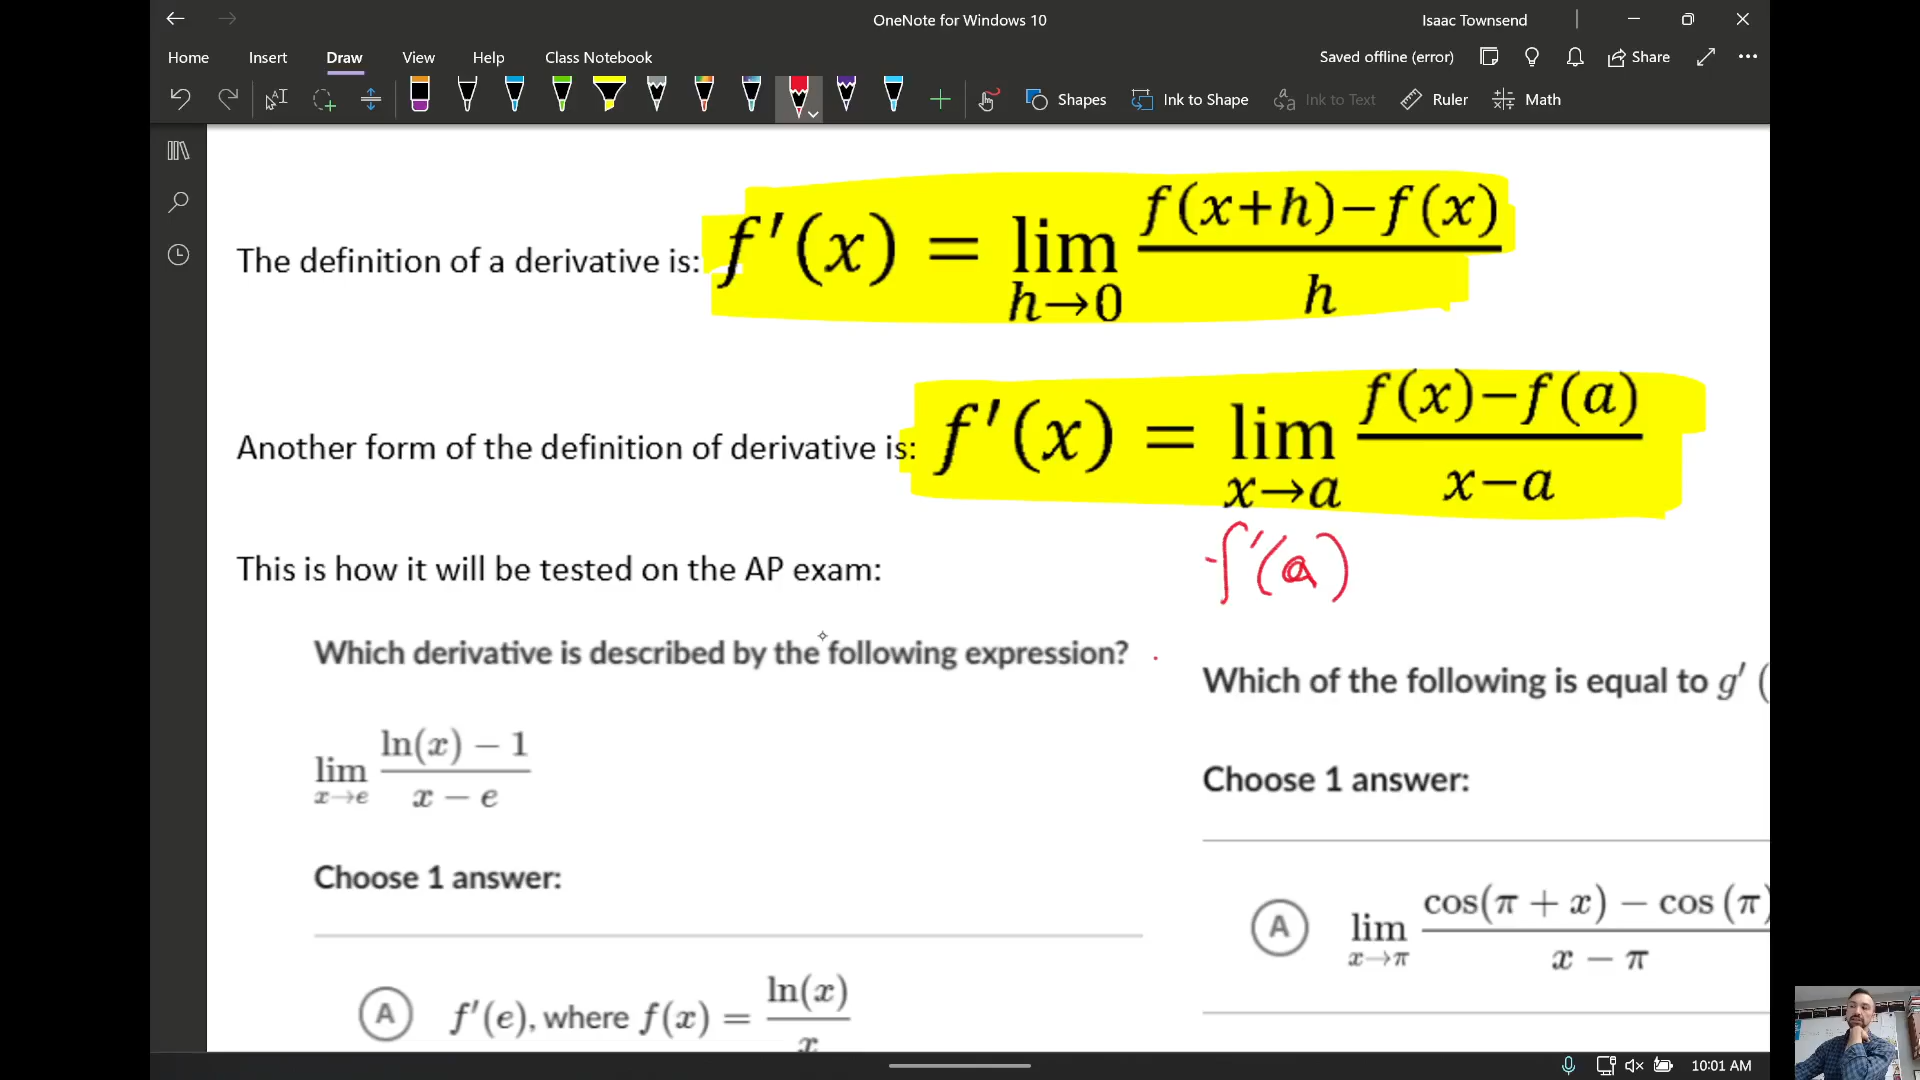 OneNote for Windows 10
Isaac Townsend
Home Insert Draw View Help Class Notebook
Saved offline (error) Share
Shapes Ink to Shape Ink to Text Ruler Math
The definition of a derivative is: f'(x) = lim h→0 f(x+h)−f(x) / h
Another form of the definition of derivative is: f'(x) = lim x→a f(x)−f(a) / x−a
f'(a)
This is how it will be tested on the AP exam:
Which derivative is described by the following expression?
lim x→e ln(x) − 1 / x − e
Choose 1 answer:
A f'(e), where f(x) = ln(x) / x
Which of the following is equal to g' (
Choose 1 answer:
A lim x→π cos(π + x) − cos (π) / x − π
10:01 AM